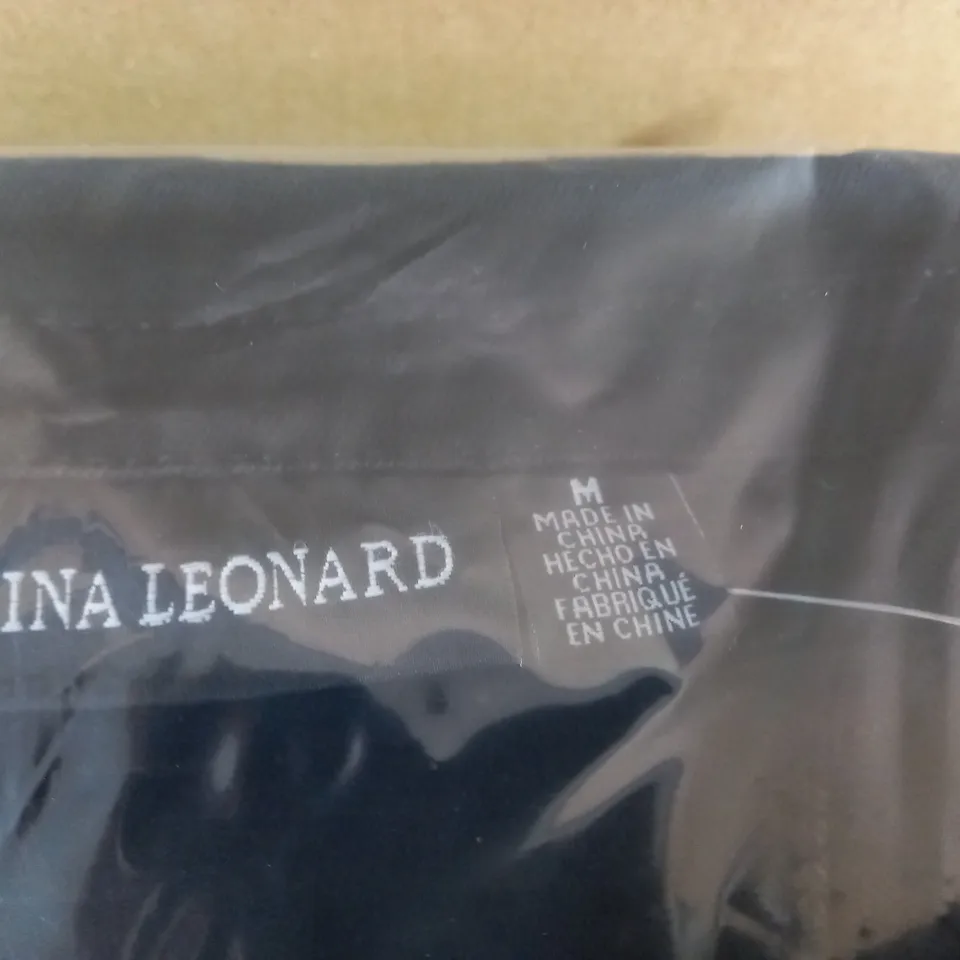 INA LEONARD
M
MADE IN
CHINA
HECHO EN
CHINA
FABRIQUÉ
EN CHINE